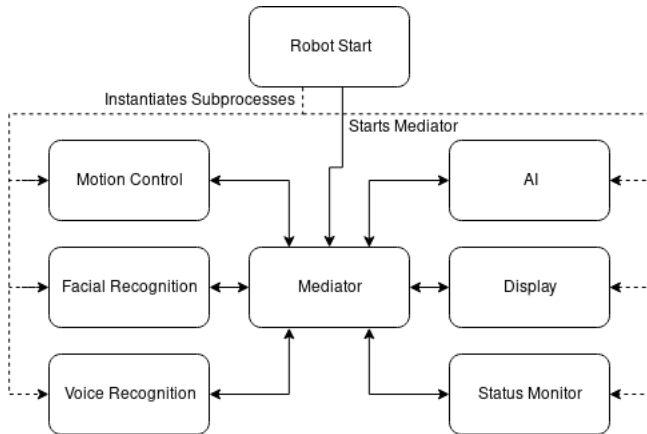 Robot Start
Instantiates Subprocesses
Starts Mediator
Motion Control
AI
Facial Recognition
Mediator
Display
Voice Recognition
Status Monitor